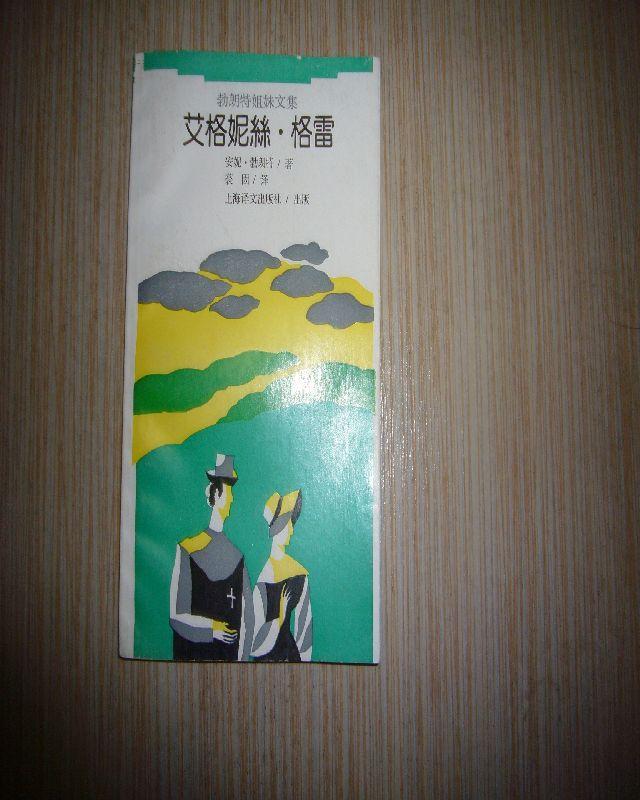 勃朗特姐妹文集
艾格妮絲·格雷
安妮·勃朗特/著
裘因/译
上海译文出版社/出版